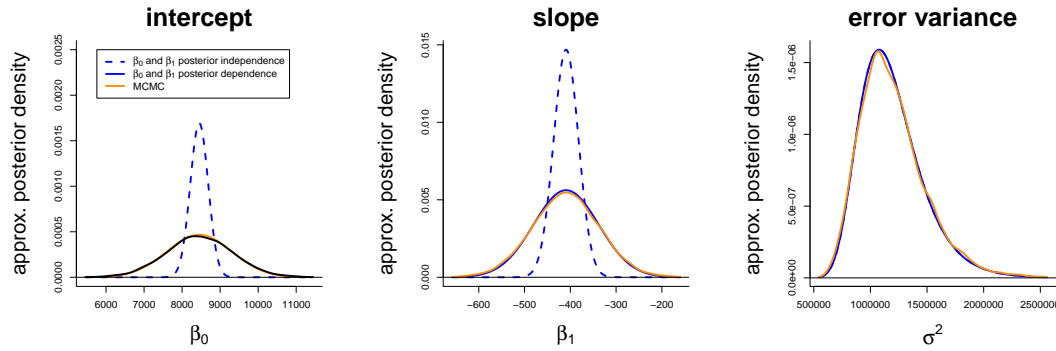 intercept
approx. posterior density
0.0000 0.0005 0.0010 0.0015 0.0020 0.0025
β0 and β1 posterior independence
β0 and β1 posterior dependence
MCMC
6000 7000 8000 9000 10000 11000
β0
slope
approx. posterior density
0.000 0.005 0.010 0.015
−600 −500 −400 −300 −200
β1
error variance
approx. posterior density
0.0e+00 5.0e−07 1.0e−06 1.5e−06
500000 1000000 1500000 2000000
σ2